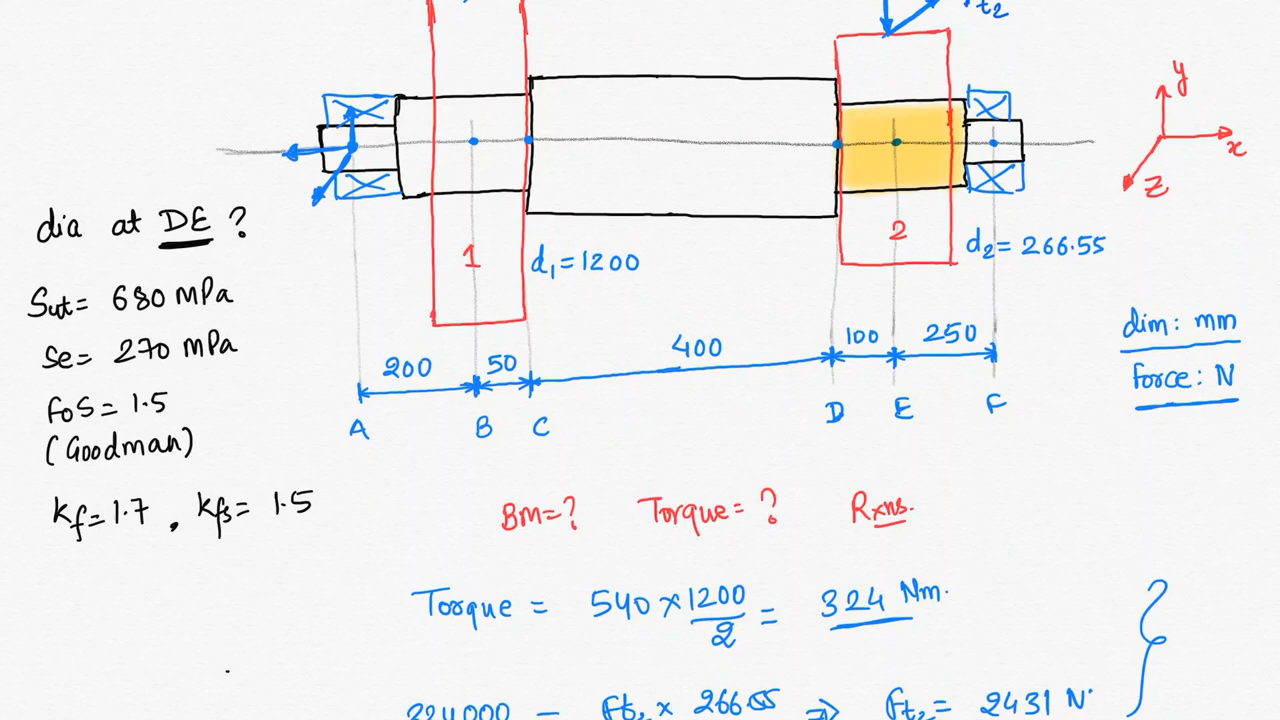 Ft2
y
x
z
dia at DE ?
1
2
d1 = 1200
d2 = 266.55
Sut = 680 MPa
Se = 270 MPa
FoS = 1.5
(Goodman)
kf = 1.7 , kfs = 1.5
dim: mm
force: N
200
50
400
100
250
A
B
C
D
E
F
BM = ?
Torque = ?
Rxns.
Torque = 540 × 1200/2 = 324 Nm.
324000 = Ft2 × 266.55 ⇒ Ft2 = 2431 N